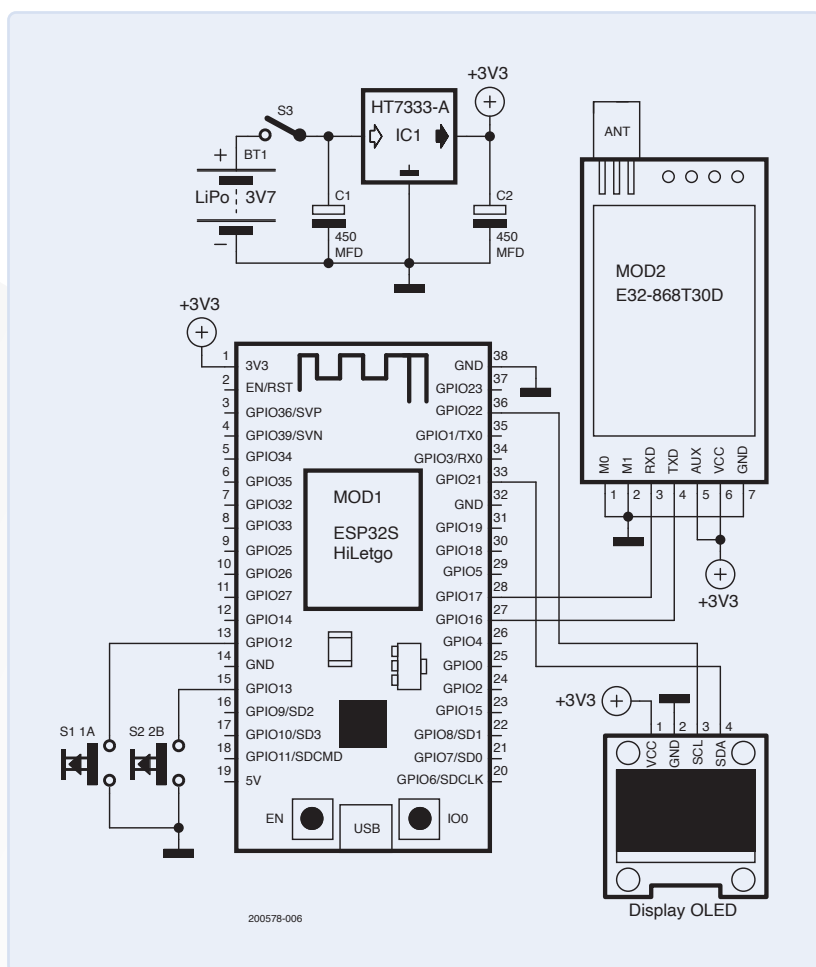 +3V3
S3
HT7333-A
IC1
+
BT1
LiPo
3V7
–
C1
450
MFD
C2
450
MFD
ANT
MOD2
E32-868T30D
M0
M1
RXD
TXD
AUX
VCC
GND
1
2
3
4
5
6
7
+3V3
+3V3
1
3V3
2
EN/RST
3
GPIO36/SVP
4
GPIO39/SVN
5
GPIO34
6
GPIO35
7
GPIO32
8
GPIO33
9
GPIO25
10
GPIO26
11
GPIO27
12
GPIO14
13
GPIO12
14
GND
15
GPIO13
16
GPIO9/SD2
17
GPIO10/SD3
18
GPIO11/SDCMD
19
5V
MOD1
ESP32S
HiLetgo
38
GND
37
GPIO23
36
GPIO22
35
GPIO1/TX0
34
GPIO3/RX0
33
GPIO21
32
GND
31
GPIO19
30
GPIO18
29
GPIO5
28
GPIO17
27
GPIO16
26
GPIO4
25
GPIO0
24
GPIO2
23
GPIO15
22
GPIO8/SD1
21
GPIO7/SD0
20
GPIO6/SDCLK
EN
USB
IO0
S1 1A
S2 2B
+3V3
1
2
3
4
VCC
GND
SCL
SDA
Display OLED
200578-006